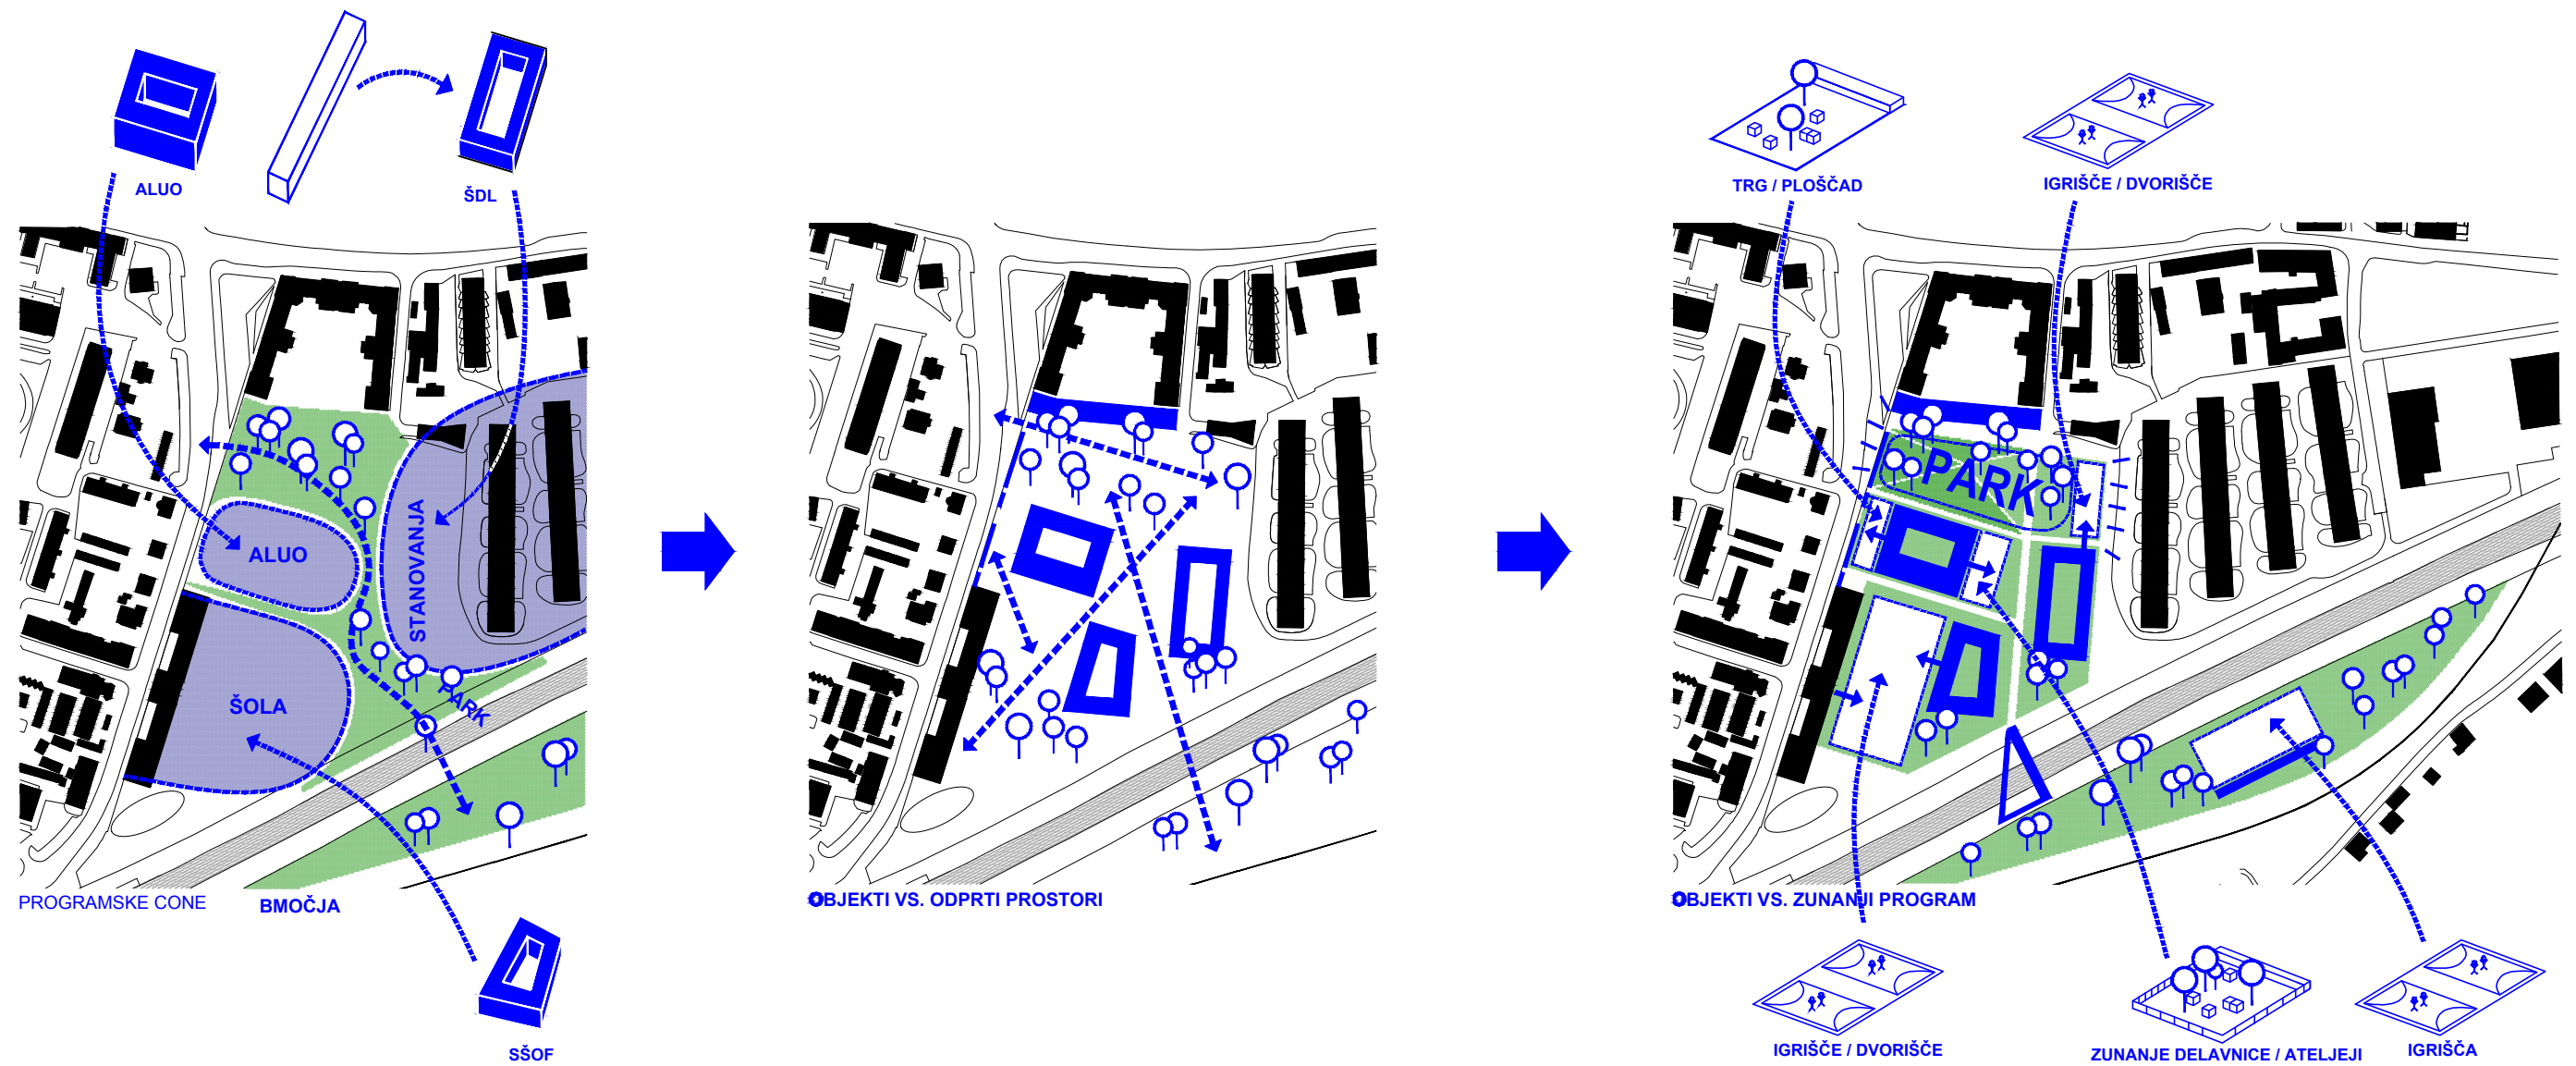 ALUO
ŠDL
ALUO
STANOVANJA
ŠOLA
PARK
PROGRAMSKE CONE
BMOČJA
SŠOF
OBJEKTI VS. ODPRTI PROSTORI
TRG / PLOŠČAD
IGRIŠČE / DVORIŠČE
PARK
OBJEKTI VS. ZUNANJI PROGRAM
IGRIŠČE / DVORIŠČE
ZUNANJE DELAVNICE / ATELJEJI
IGRIŠČA